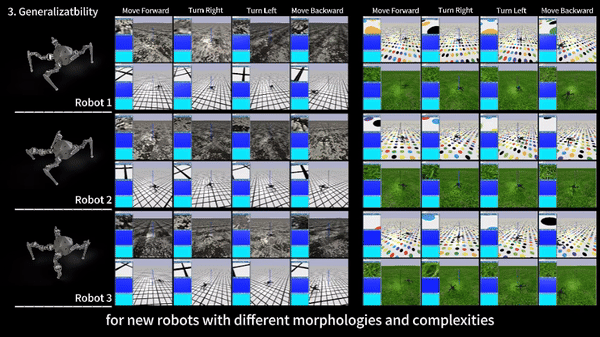 3. Generalizatbility
Move Forward Turn Right Turn Left Move Backward Move Forward Turn Right Turn Left Move Backward
Robot 1
Robot 2
Robot 3
for new robots with different morphologies and complexities